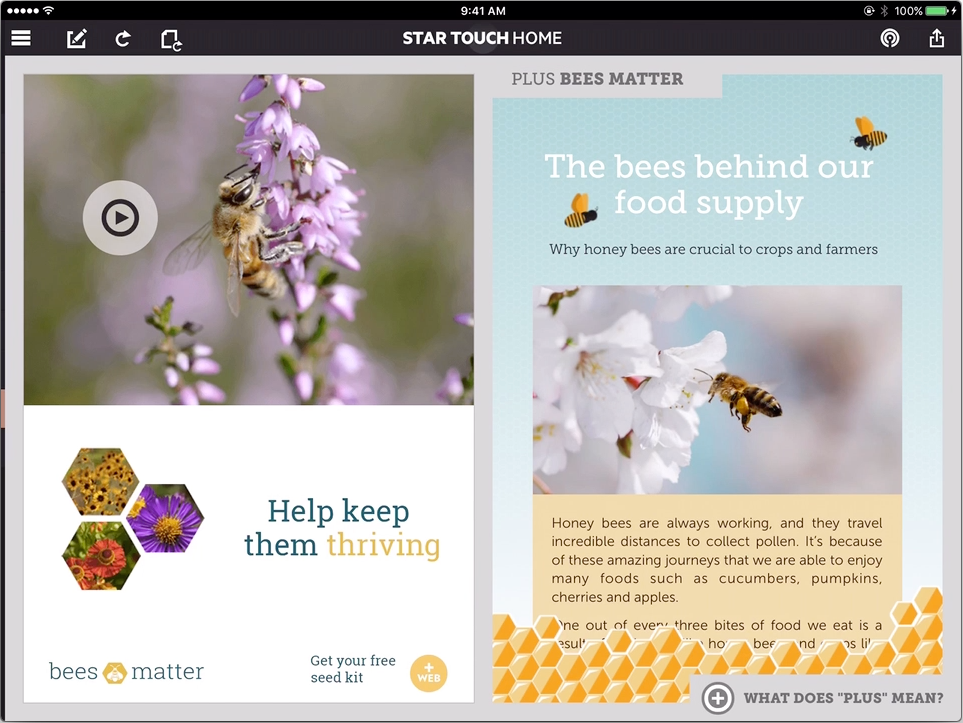 9:41 AM
100%
STAR TOUCH HOME
PLUS BEES MATTER
The bees behind our
food supply
Why honey bees are crucial to crops and farmers
Help keep
them thriving
bees matter
Get your free
seed kit
+
WEB
Honey bees are always working, and they travel
incredible distances to collect pollen. It's because
of these amazing journeys that we are able to enjoy
many foods such as cucumbers, pumpkins,
cherries and apples.
One out of every three bites of food we eat is a
WHAT DOES "PLUS" MEAN?